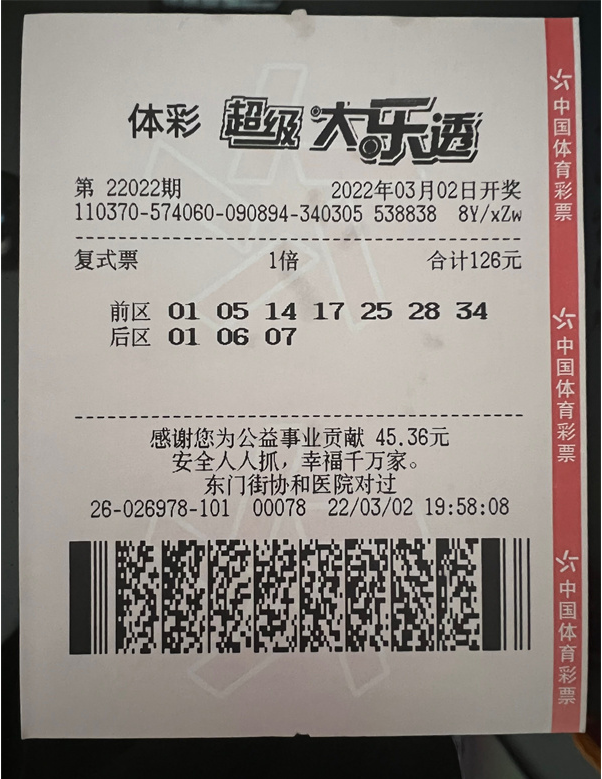 体彩 超级大乐透
第 22022期 2022年03月02日开奖
110370-574060-090894-340305 538838 8Y/xZw
复式票 1倍 合计126元
前区 01 05 14 17 25 28 34
后区 01 06 07
感谢您为公益事业贡献 45.36元
安全人人抓，幸福千万家。
东门街协和医院对过
26-026978-101 00078 22/03/02 19:58:08
中国体育彩票
中国体育彩票
中国体育彩票